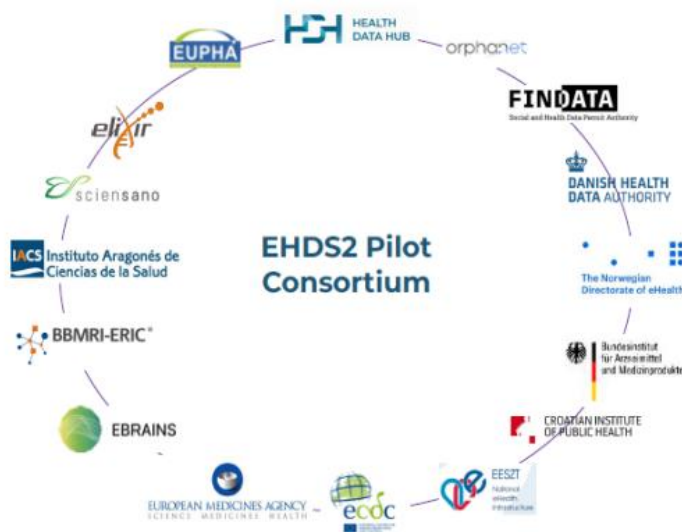 EHDS2 Pilot
Consortium
HEALTH
DATA HUB
orphanet
FINDATA
Social and Health Data Permit Authority
DANISH HEALTH
DATA AUTHORITY
The Norwegian
Directorate of eHealth
Bundesinstitut
für Arzneimittel
und Medizinprodukte
CROATIAN INSTITUTE
OF PUBLIC HEALTH
EESZT
National
eHealth
Infrastructure
ecdc
EUROPEAN MEDICINES AGENCY
SCIENCE MEDICINES HEALTH
EBRAINS
BBMRI-ERIC®
IACS Instituto Aragonés de
Ciencias de la Salud
sciensano
elixir
EUPHA